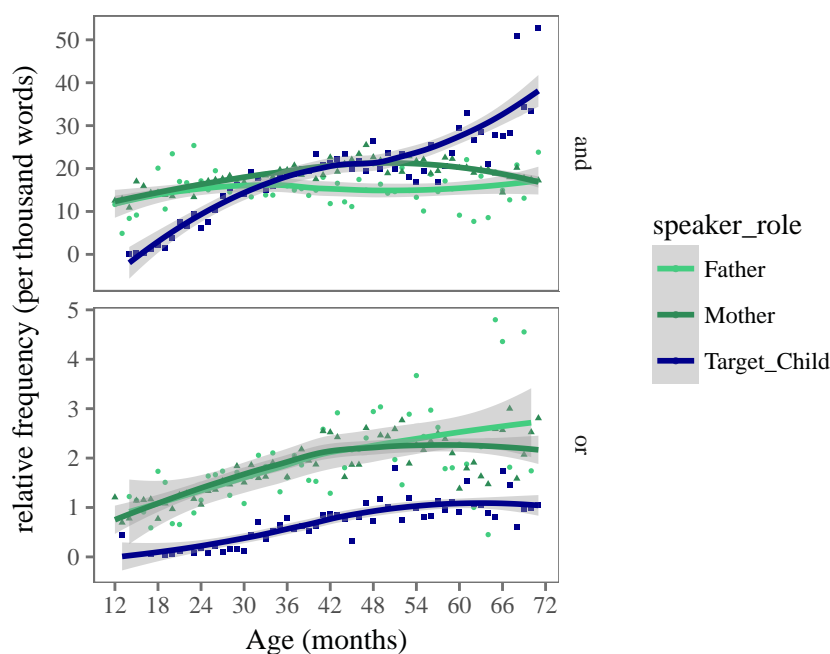 relative frequency (per thousand words)
50
40
30
20
10
0
and
5
4
3
2
1
0
or
12 18 24 30 36 42 48 54 60 66 72
Age (months)
speaker_role
Father
Mother
Target_Child